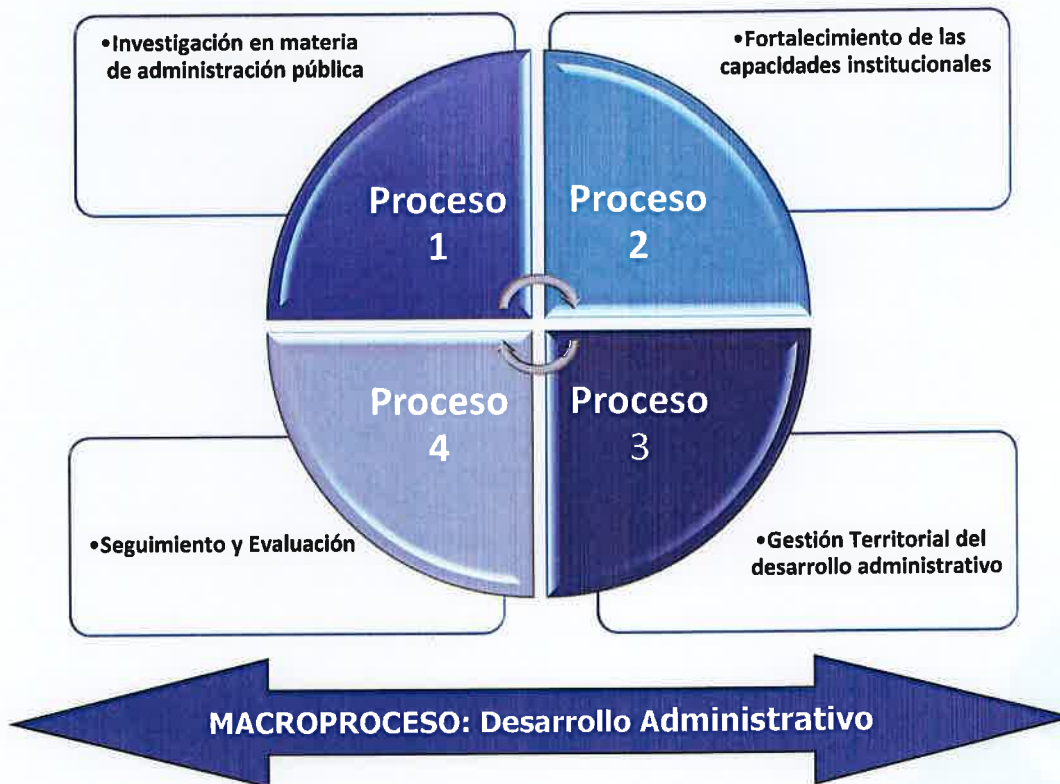 •Investigación en materia
de administración pública
•Fortalecimiento de las
capacidades institucionales
Proceso
1
Proceso
2
Proceso
4
Proceso
3
•Seguimiento y Evaluación
•Gestión Territorial del
desarrollo administrativo
MACROPROCESO: Desarrollo Administrativo